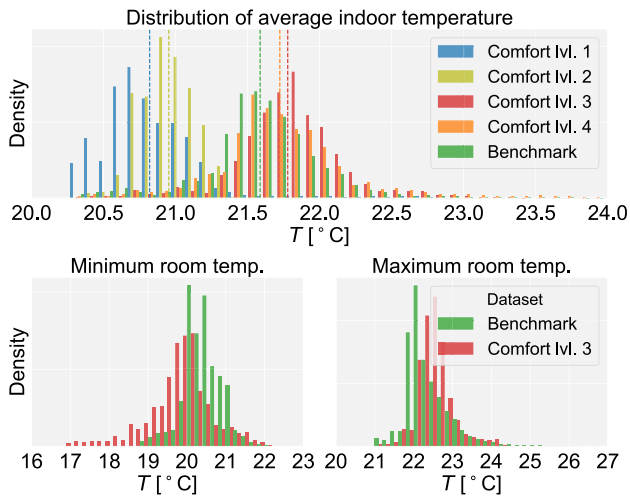 Distribution of average indoor temperature
Density
Comfort lvl. 1
Comfort lvl. 2
Comfort lvl. 3
Comfort lvl. 4
Benchmark
20.0 20.5 21.0 21.5 22.0 22.5 23.0 23.5 24.0
T [°C]
Minimum room temp.
Density
16 17 18 19 20 21 22 23
T [°C]
Maximum room temp.
Dataset
Benchmark
Comfort lvl. 3
20 21 22 23 24 25 26 27
T [°C]